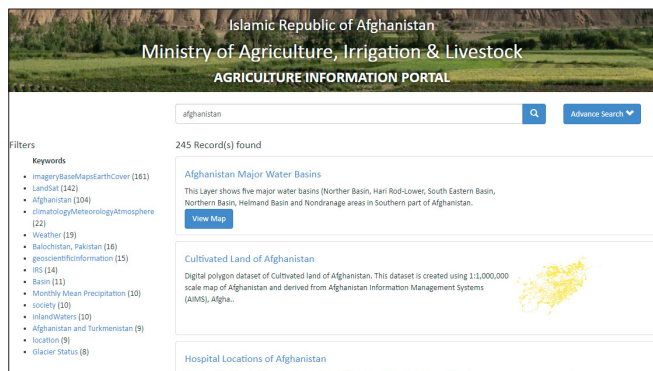 Islamic Republic of Afghanistan
Ministry of Agriculture, Irrigation & Livestock
AGRICULTURE INFORMATION PORTAL
afghanistan
Advance Search
Filters
245 Record(s) found
Keywords
imageryBaseMapsEarthCover (161)
LandSat (142)
Afghanistan (104)
climatologyMeteorologyAtmosphere
(22)
Weather (19)
Balochistan, Pakistan (16)
geoscientificInformation (15)
IRS (14)
Basin (11)
Monthly Mean Precipitation (10)
society (10)
inlandWaters (10)
Afghanistan and Turkmenistan (9)
location (9)
Glacier Status (8)
Afghanistan Major Water Basins
This Layer shows five major water basins (Norther Basin, Hari Rod-Lower, South Eastern Basin,
Northern Basin, Helmand Basin and Nondranage areas in Southern part of Afghanistan.
View Map
Cultivated Land of Afghanistan
Digital polygon dataset of Cultivated land of Afghanistan. This dataset is created using 1:1,000,000
scale map of Afghanistan and derived from Afghanistan Information Management Systems
(AIMS), Afgha..
Hospital Locations of Afghanistan